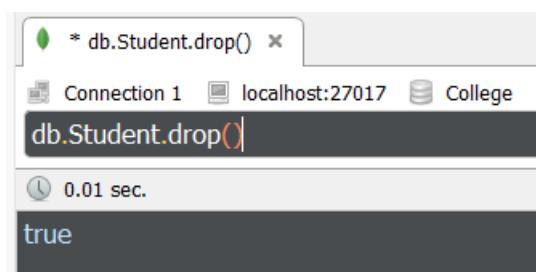 * db.Student.drop() ×
Connection 1 localhost:27017 College
db.Student.drop()
0.01 sec.
true